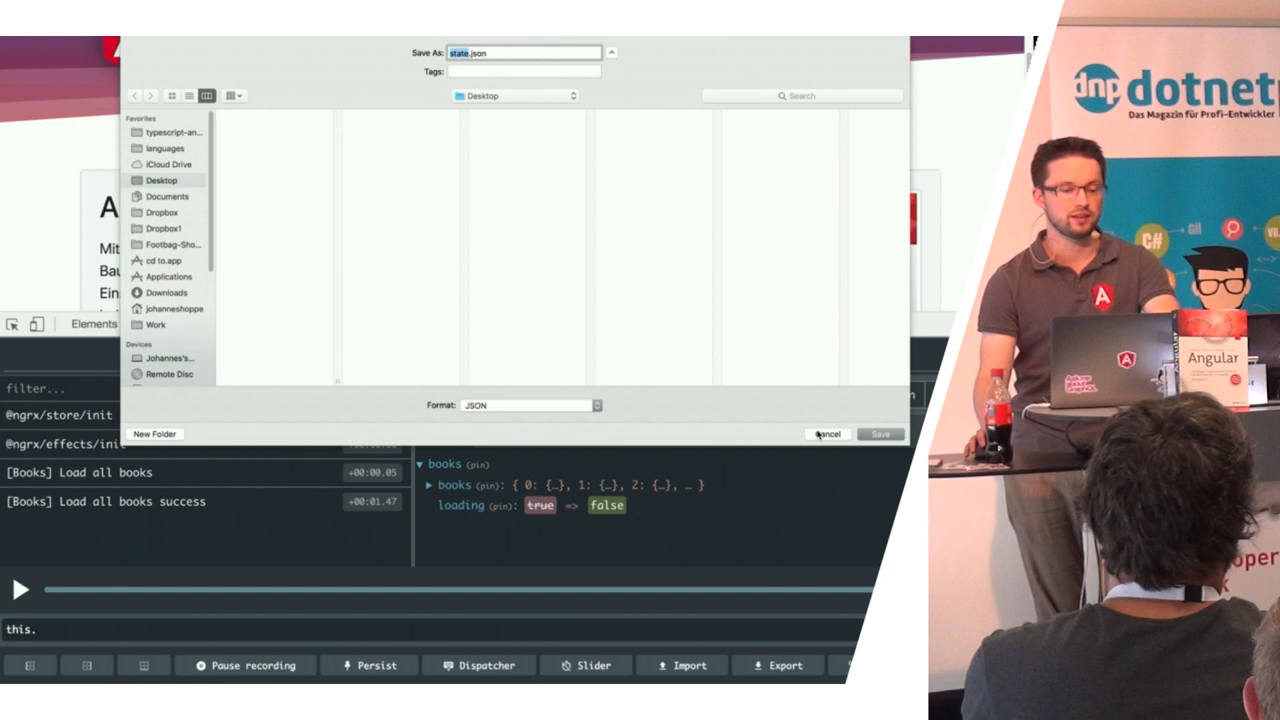 Save As: state.json
Tags:
Desktop
Search
Favorites
typescript-an...
languages
iCloud Drive
Desktop
Documents
Dropbox
Dropbox1
Footbag-Sho...
cd to.app
Applications
Downloads
johanneshoppe
Work
Devices
Johannes's...
Remote Disc
Format: JSON
New Folder
Cancel
Save
A
Mit
Bau
Ein
Elements
filter...
@ngrx/store/init
@ngrx/effects/ini
[Books] Load all books +00:00.05
[Books] Load all books success +00:01.47
books (pin)
books (pin): { 0: {…}, 1: {…}, 2: {…}, … }
loading (pin): true => false
this.
Pause recording
Persist
Dispatcher
Slider
Import
Export
dnp dotnet
Das Magazin für Profi-Entwickler
C#
Git
VB.
Angular
oper